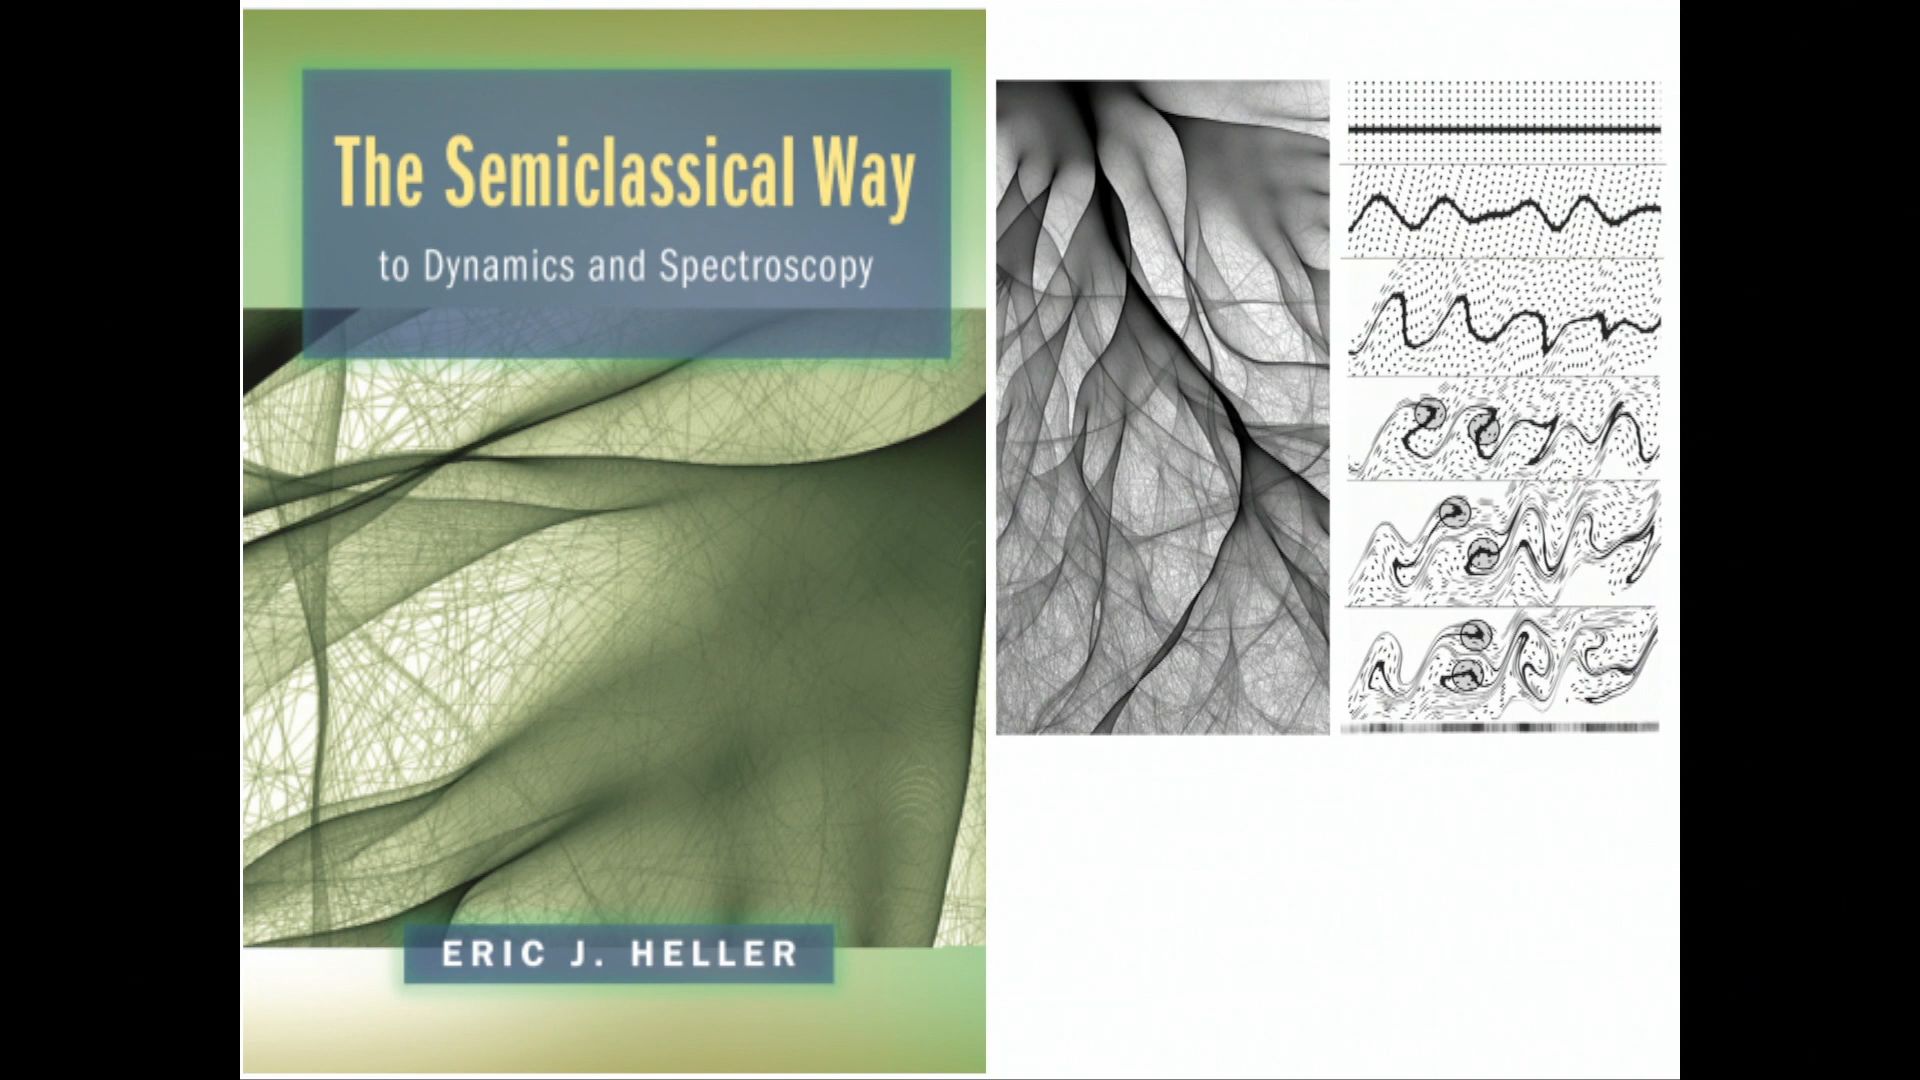 The Semiclassical Way
to Dynamics and Spectroscopy
ERIC J. HELLER